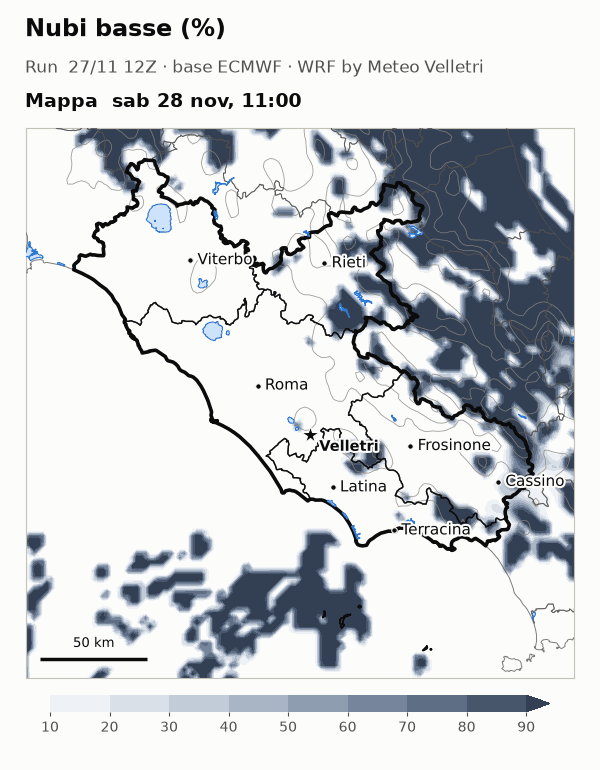 Nubi basse (%)
Run  27/11 12Z · base ECMWF · WRF by Meteo Velletri
Mappa  sab 28 nov, 11:00
Viterbo
Rieti
Roma
Velletri
Frosinone
Cassino
Latina
Terracina
50 km
10 20 30 40 50 60 70 80 90